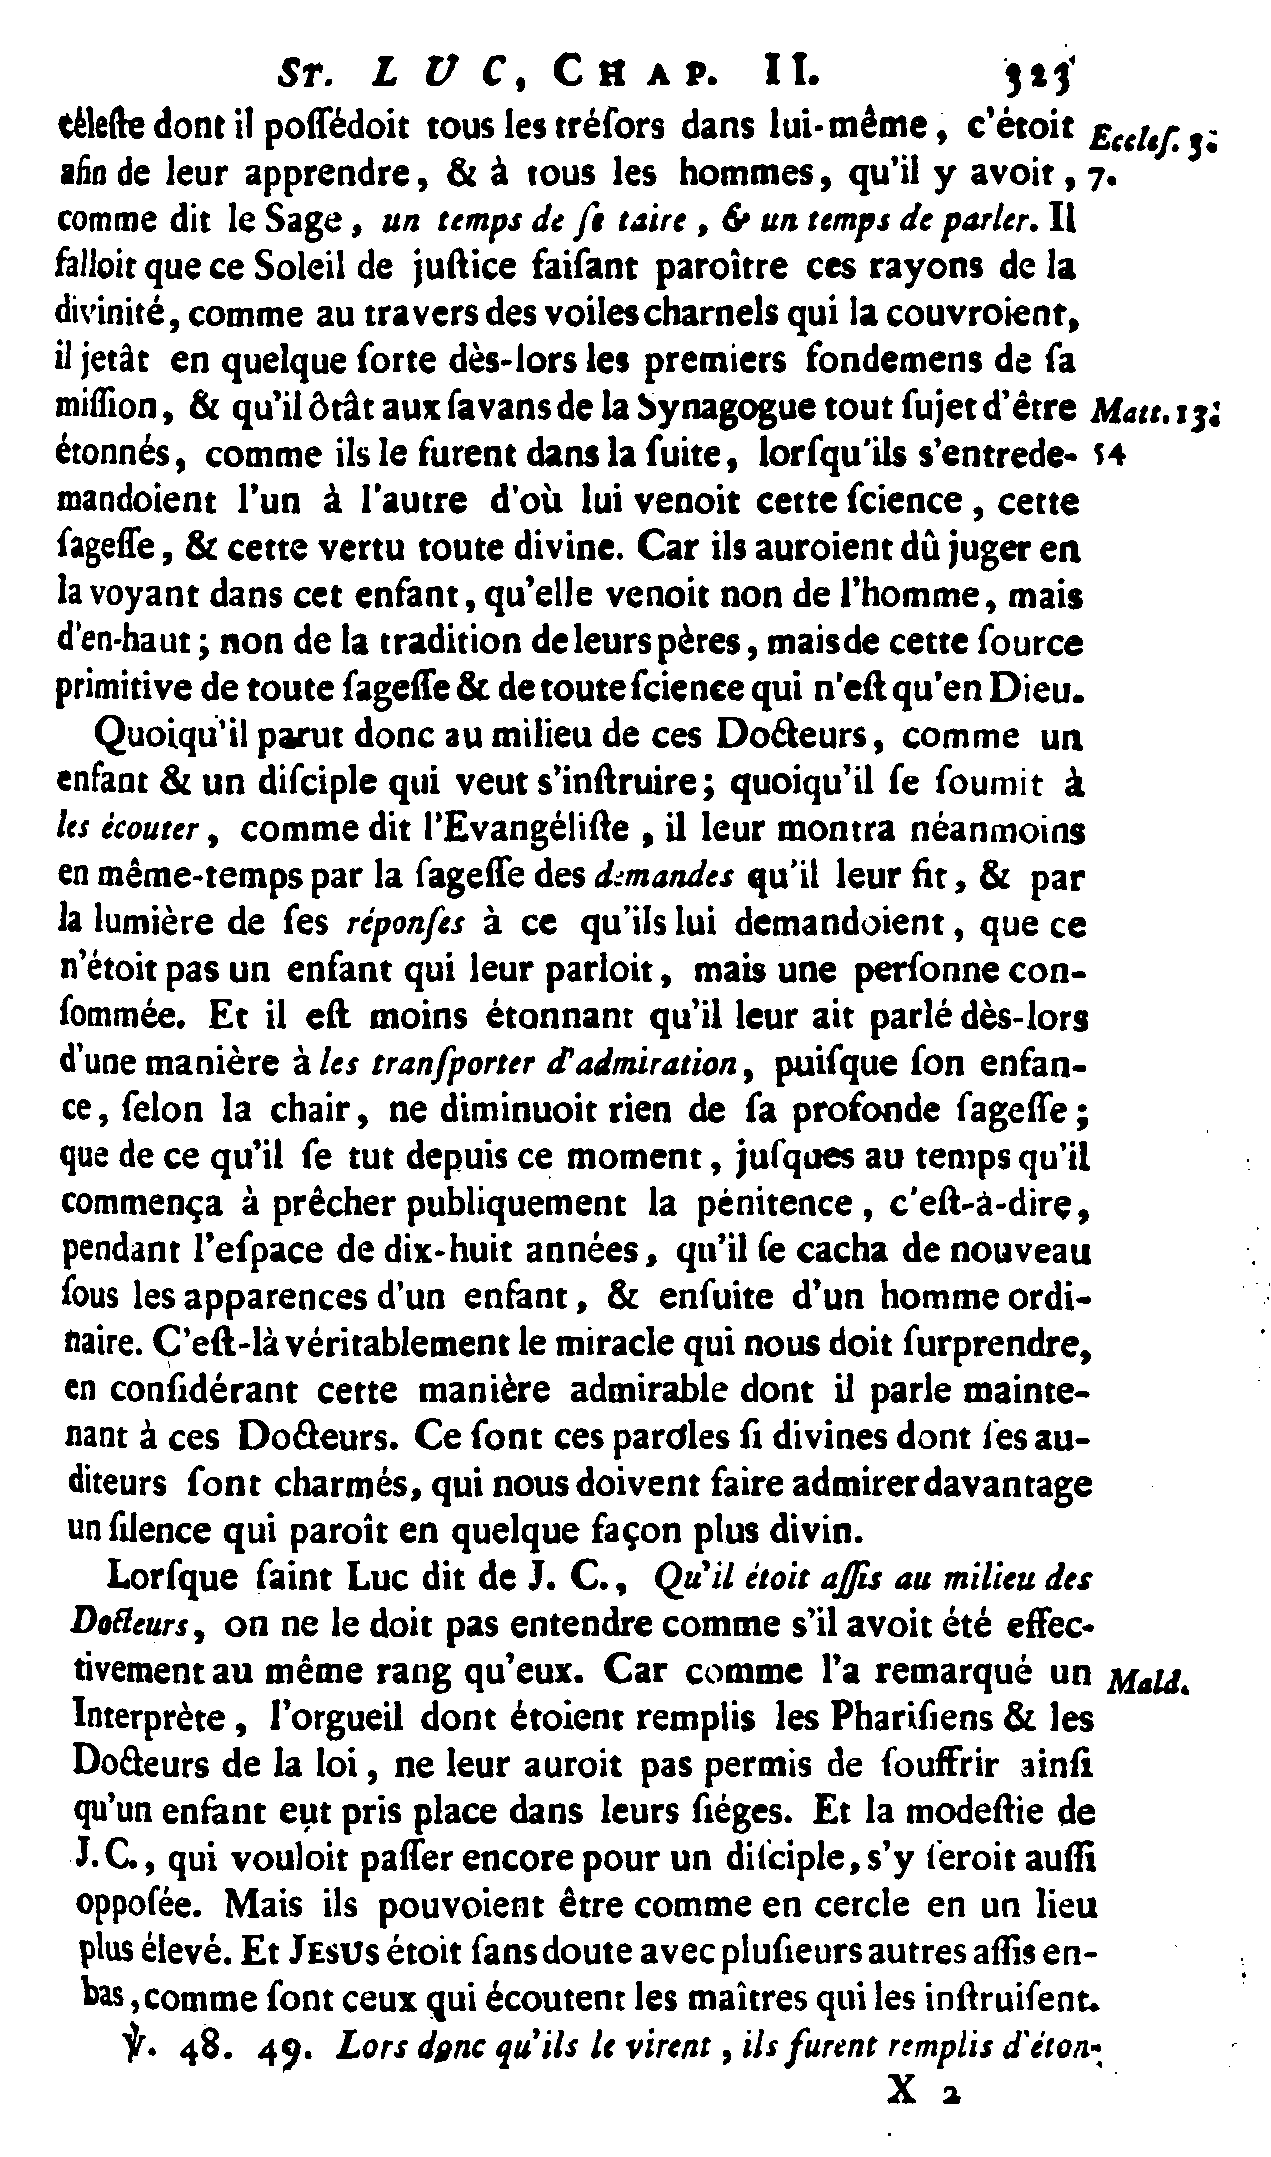 ST. LUC, CHAP. II. 323
céleſte dont il poſſédoit tous les tréſors dans lui-même, c'étoit Eccleſ. 3.
afin de leur apprendre, & à tous les hommes, qu'il y avoit, 7.
comme dit le Sage, un temps de ſe taire, & un temps de parler. Il
falloit que ce Soleil de juſtice faiſant paroître ces rayons de la
divinité, comme au travers des voiles charnels qui la couvroient,
il jetât en quelque ſorte dès-lors les premiers fondemens de ſa
miſſion, & qu'il ôtât aux ſavans de la Synagogue tout ſujet d'être Matt. 13.
étonnés, comme ils le furent dans la ſuite, lorſqu'ils s'entrede- 54
mandoient l'un à l'autre d'où lui venoit cette ſcience, cette
ſageſſe, & cette vertu toute divine. Car ils auroient dû juger en
la voyant dans cet enfant, qu'elle venoit non de l'homme, mais
d'en-haut; non de la tradition de leurs pères, mais de cette ſource
primitive de toute ſageſſe & de toute ſcience qui n'eſt qu'en Dieu.
Quoiqu'il parut donc au milieu de ces Docteurs, comme un
enfant & un diſciple qui veut s'inſtruire; quoiqu'il ſe ſoumit à
les écouter, comme dit l'Evangéliſte, il leur montra néanmoins
en même-temps par la ſageſſe des demandes qu'il leur fit, & par
la lumière de ſes réponſes à ce qu'ils lui demandoient, que ce
n'étoit pas un enfant qui leur parloit, mais une perſonne con-
ſommée. Et il eſt moins étonnant qu'il leur ait parlé dès-lors
d'une manière à les tranſporter d'admiration, puiſque ſon enfan-
ce, ſelon la chair, ne diminuoit rien de ſa profonde ſageſſe;
que de ce qu'il ſe tut depuis ce moment, juſques au temps qu'il
commença à prêcher publiquement la pénitence, c'eſt-à-dire,
pendant l'eſpace de dix-huit années, qu'il ſe cacha de nouveau
ſous les apparences d'un enfant, & enſuite d'un homme ordi-
naire. C'eſt-là véritablement le miracle qui nous doit ſurprendre,
en conſidérant cette manière admirable dont il parle mainte-
nant à ces Docteurs. Ce ſont ces paroles ſi divines dont ſes au-
diteurs ſont charmés, qui nous doivent faire admirer davantage
un ſilence qui paroît en quelque façon plus divin.
Lorſque ſaint Luc dit de J. C., Qu'il étoit aſſis au milieu des
Docteurs, on ne le doit pas entendre comme s'il avoit été effec-
tivement au même rang qu'eux. Car comme l'a remarqué un Mald.
Interprète, l'orgueil dont étoient remplis les Phariſiens & les
Docteurs de la loi, ne leur auroit pas permis de ſouffrir ainſi
qu'un enfant eut pris place dans leurs ſiéges. Et la modeſtie de
J. C., qui vouloit paſſer encore pour un diſciple, s'y ſeroit auſſi
oppoſée. Mais ils pouvoient être comme en cercle en un lieu
plus élevé. Et JESUS étoit ſans doute avec pluſieurs autres aſſis en-
bas, comme ſont ceux qui écoutent les maîtres qui les inſtruiſent.
℣. 48. 49. Lors donc qu'ils le virent, ils furent remplis d'éton-
X 2